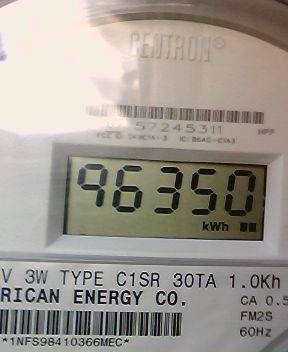 CENTRON®
57245311
HPP
96350
kWh
V 3W TYPE C1SR 30TA 1.0Kh
RICAN ENERGY CO.
CA 0.5
FM2S
60Hz
*1NFS98410366MEC*